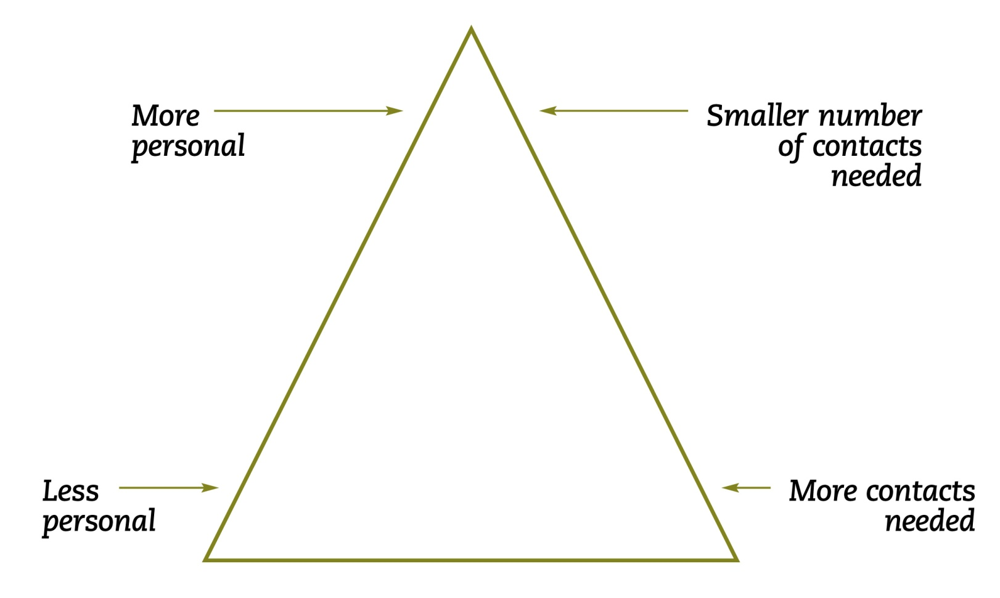 More
personal
Smaller number
of contacts
needed
Less
personal
More contacts
needed